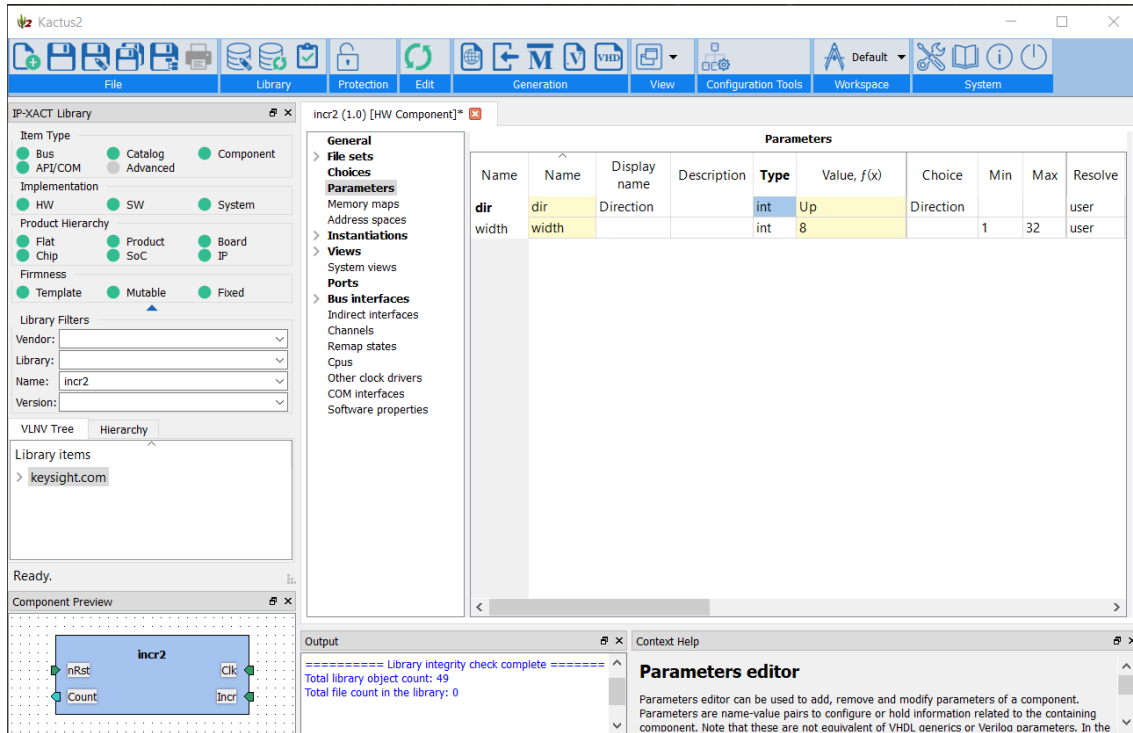 Kactus2
File
Library
Protection
Edit
Generation
View
Configuration Tools
Default
Workspace
System
M
V
VHD
IP-XACT Library
Item Type
Bus
Catalog
Component
API/COM
Advanced
Implementation
HW
SW
System
Product Hierarchy
Flat
Product
Board
Chip
SoC
IP
Firmness
Template
Mutable
Fixed
Library Filters
Vendor:
Library:
Name: incr2
Version:
VLNV Tree
Hierarchy
Library items
keysight.com
Ready.
Component Preview
incr2
nRst
Clk
Count
Incr
incr2 (1.0) [HW Component]*
General
File sets
Choices
Parameters
Memory maps
Address spaces
Instantiations
Views
System views
Ports
Bus interfaces
Indirect interfaces
Channels
Remap states
Cpus
Other clock drivers
COM interfaces
Software properties
Parameters
Name Name Display name Description Type Value, f(x) Choice Min Max Resolve
dir dir Direction int Up Direction user
width width int 8 1 32 user
Output
========== Library integrity check complete =======
Total library object count: 49
Total file count in the library: 0
Context Help
Parameters editor
Parameters editor can be used to add, remove and modify parameters of a component.
Parameters are name-value pairs to configure or hold information related to the containing
component. Note that these are not equivalent of VHDL generics or Verilog parameters. In the